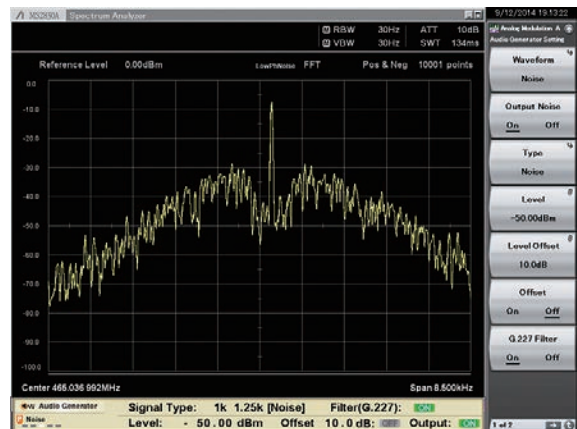 MS2830A Spectrum Analyzer
9/12/2014 19:13:22
RBW 30Hz ATT 10dB
VBW 30Hz SWT 134ms
Reference Level 0.00dBm LowPhNoise FFT Pos & Neg 10001 points
0.0
-10.0
-20.0
-30.0
-40.0
-50.0
-60.0
-70.0
-80.0
-90.0
-100.0
Center 465.036 992MHz Span 8.500kHz
Audio Generator Signal Type: 1k 1.25k [Noise] Filter(G.227): ON
Noise Level: - 50.00 dBm Offset 10.0 dB: OFF Output: ON
Analog Modulation A
Audio Generator Setting
Waveform
Noise
Output Noise
On Off
Type
Noise
Level
-50.00dBm
Level Offset
10.0dB
Offset
On Off
G.227 Filter
On Off
1 of 2